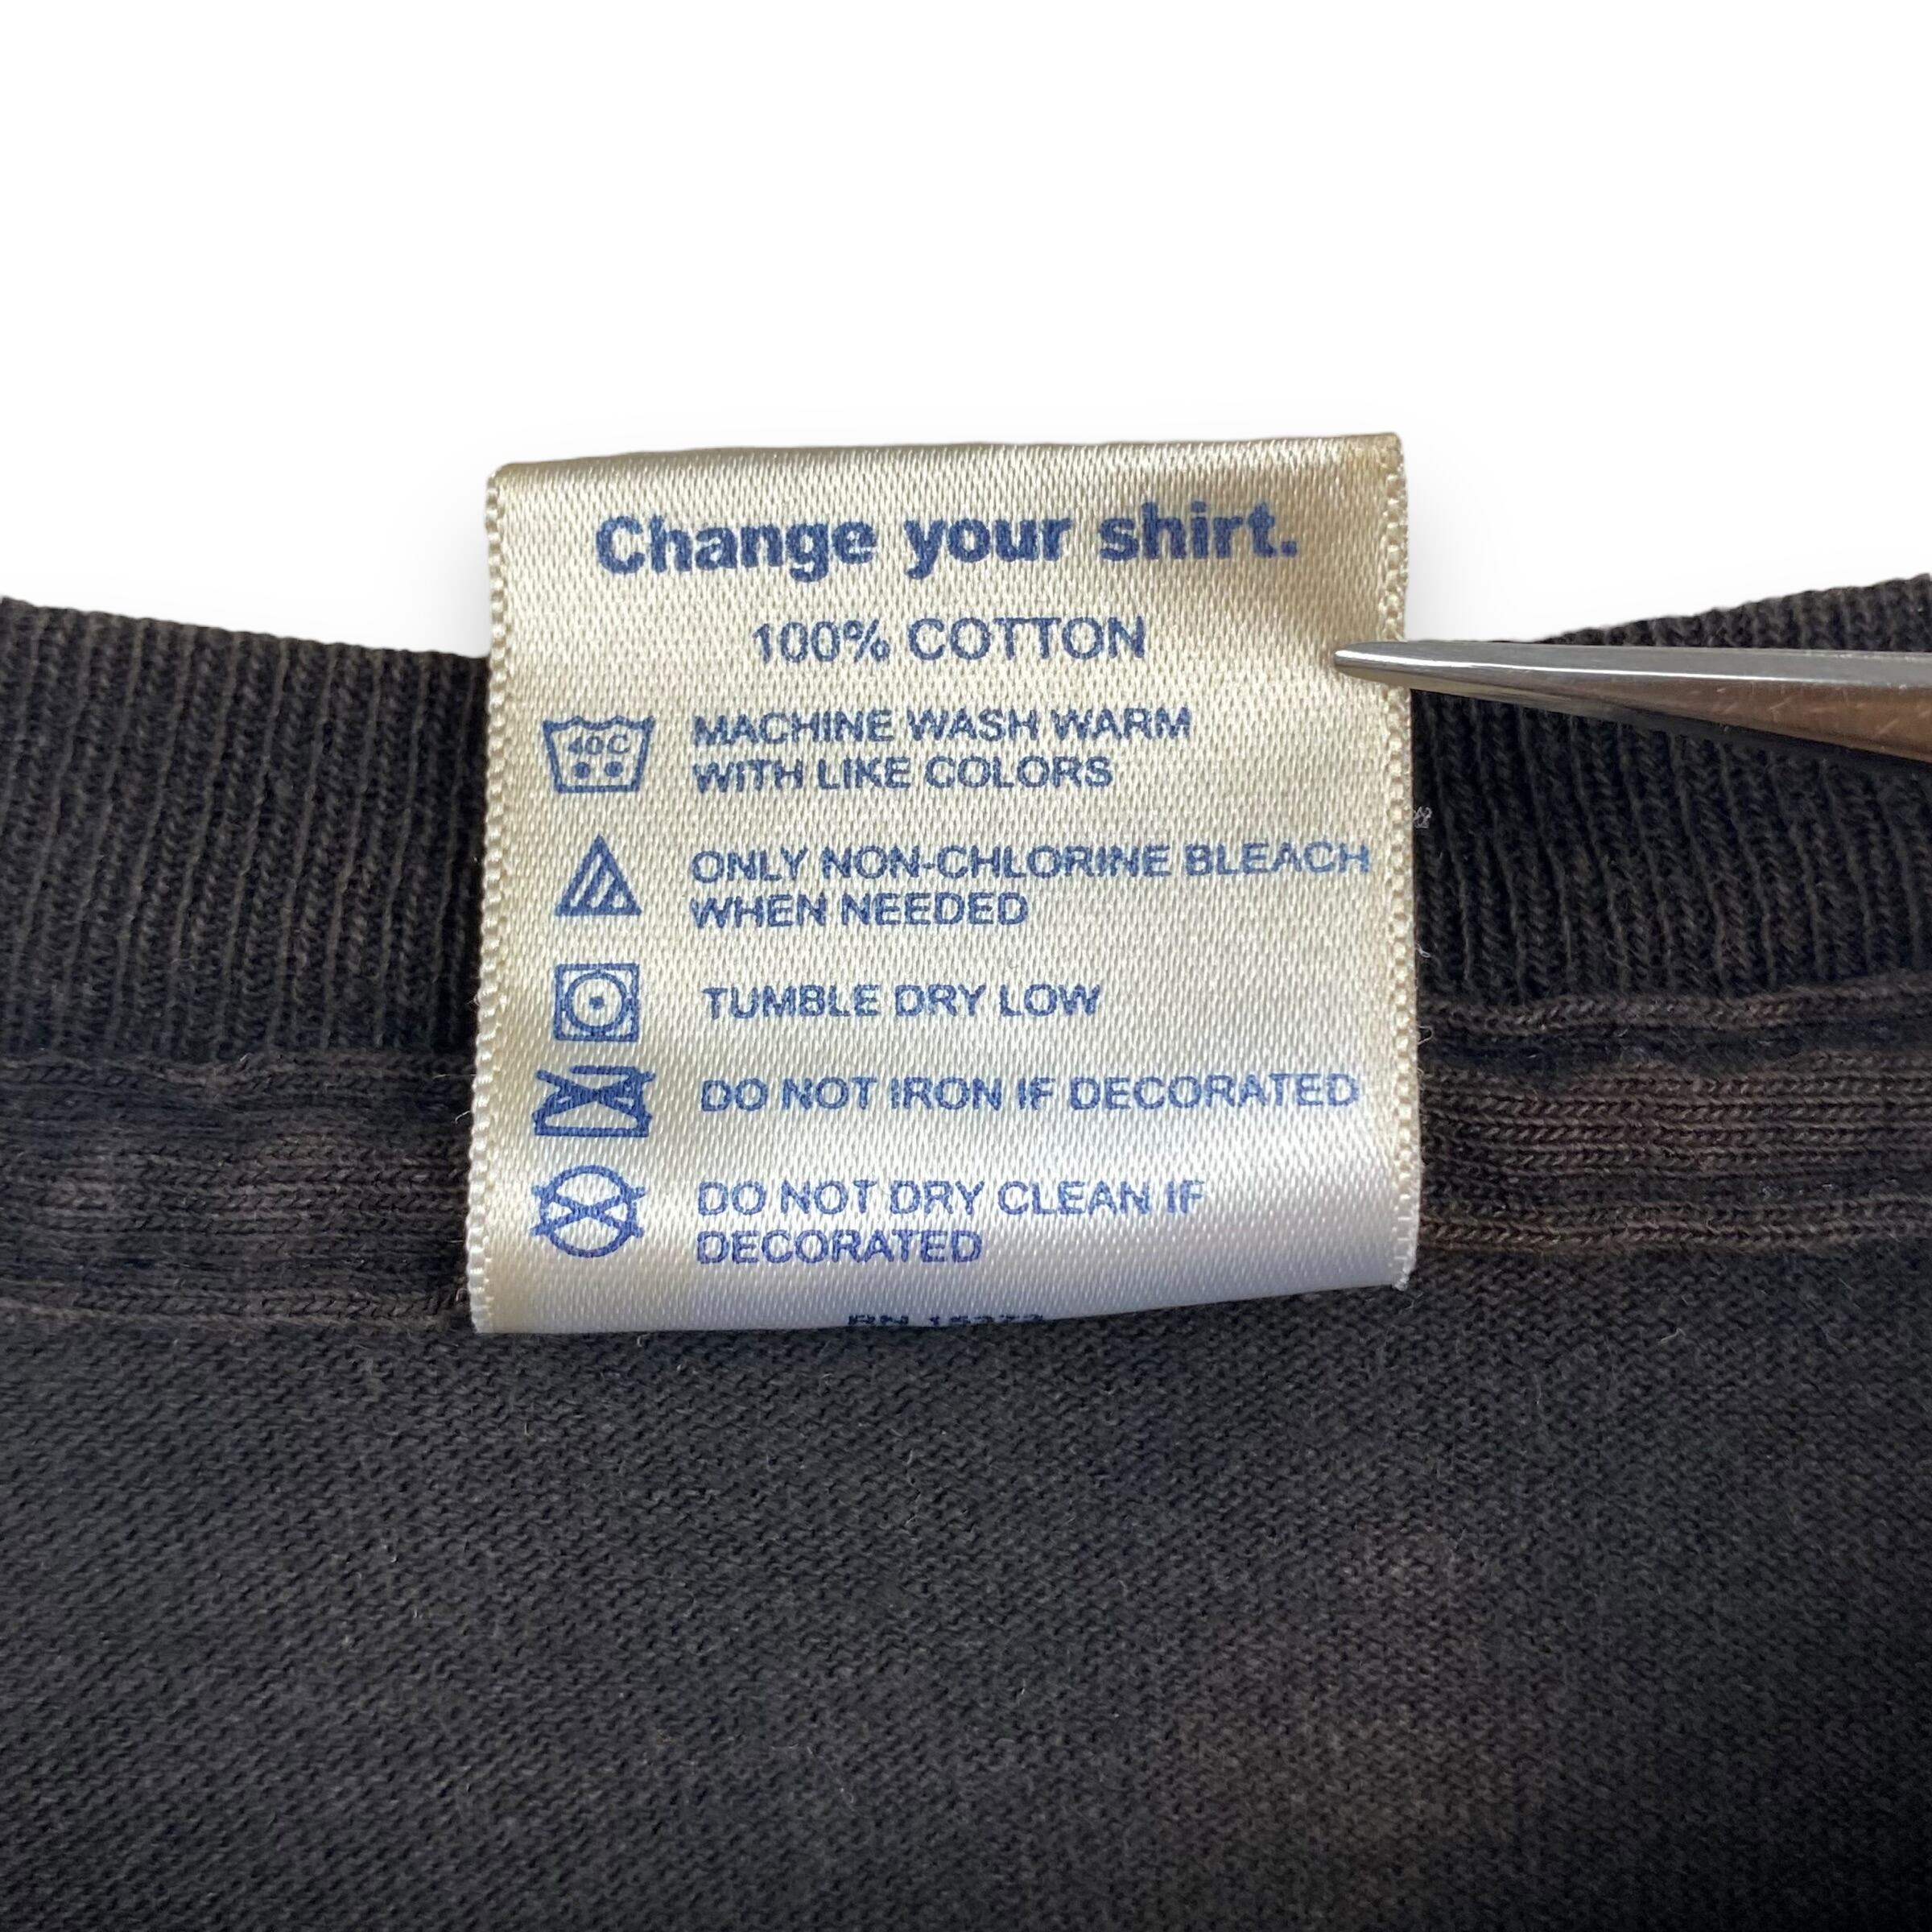 Change your shirt.
100% COTTON
40 C
MACHINE WASH WARM
WITH LIKE COLORS
ONLY NON-CHLORINE BLEACH
WHEN NEEDED
TUMBLE DRY LOW
DO NOT IRON IF DECORATED
DO NOT DRY CLEAN IF
DECORATED
RN